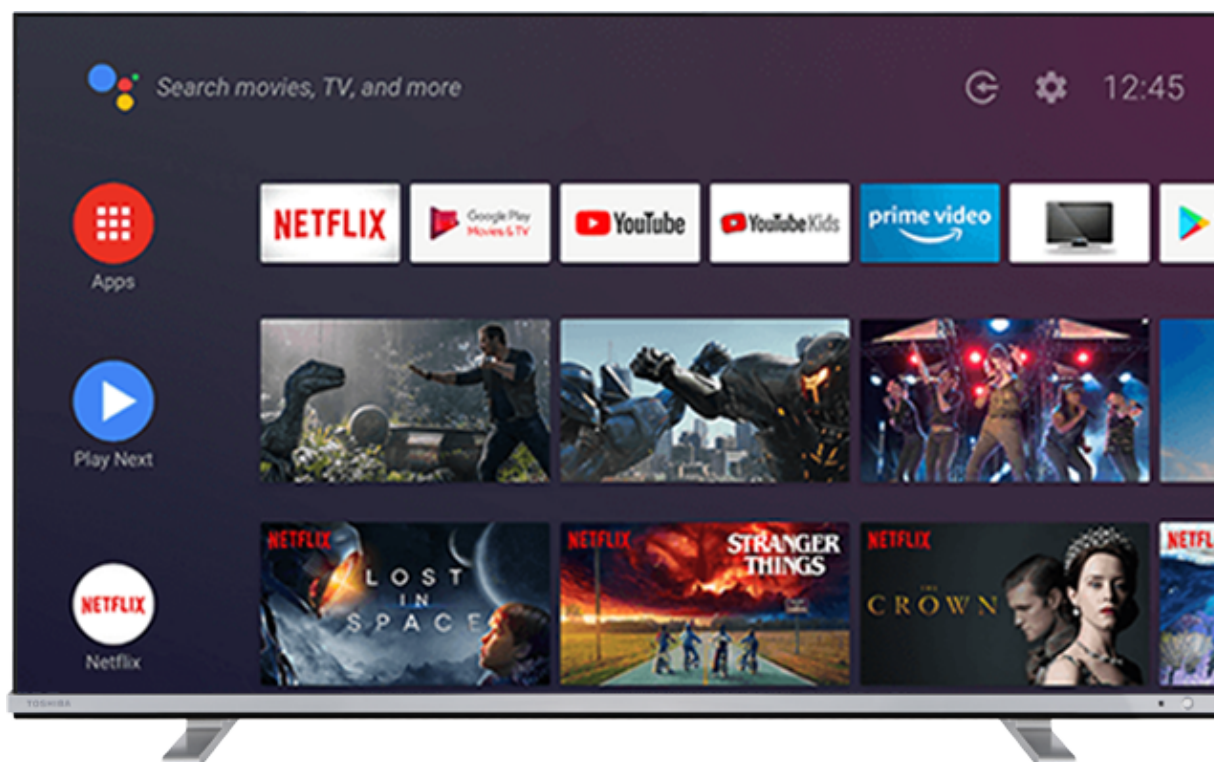 Search movies, TV, and more
12:45
NETFLIX
Google Play
Movies & TV
YouTube
YouTube Kids
prime video
Apps
Play Next
NETFLIX
LOST
IN
SPACE
NETFLIX
STRANGER
THINGS
NETFLIX
THE
CROWN
NETFL
NETFLIX
Netflix
TOSHIBA